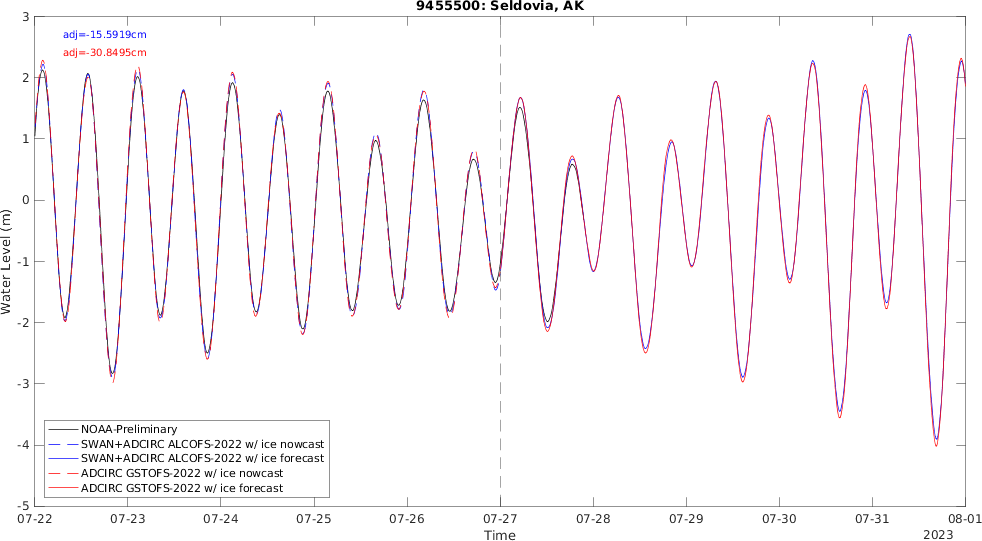 9455500: Seldovia, AK
adj=-15.5919cm
adj=-30.8495cm
3
2
1
0
-1
-2
-3
-4
-5
Water Level (m)
NOAA-Preliminary
SWAN+ADCIRC ALCOFS-2022 w/ ice nowcast
SWAN+ADCIRC ALCOFS-2022 w/ ice forecast
ADCIRC GSTOFS-2022 w/ ice nowcast
ADCIRC GSTOFS-2022 w/ ice forecast
07-22 07-23 07-24 07-25 07-26 07-27 07-28 07-29 07-30 07-31 08-01
Time
2023